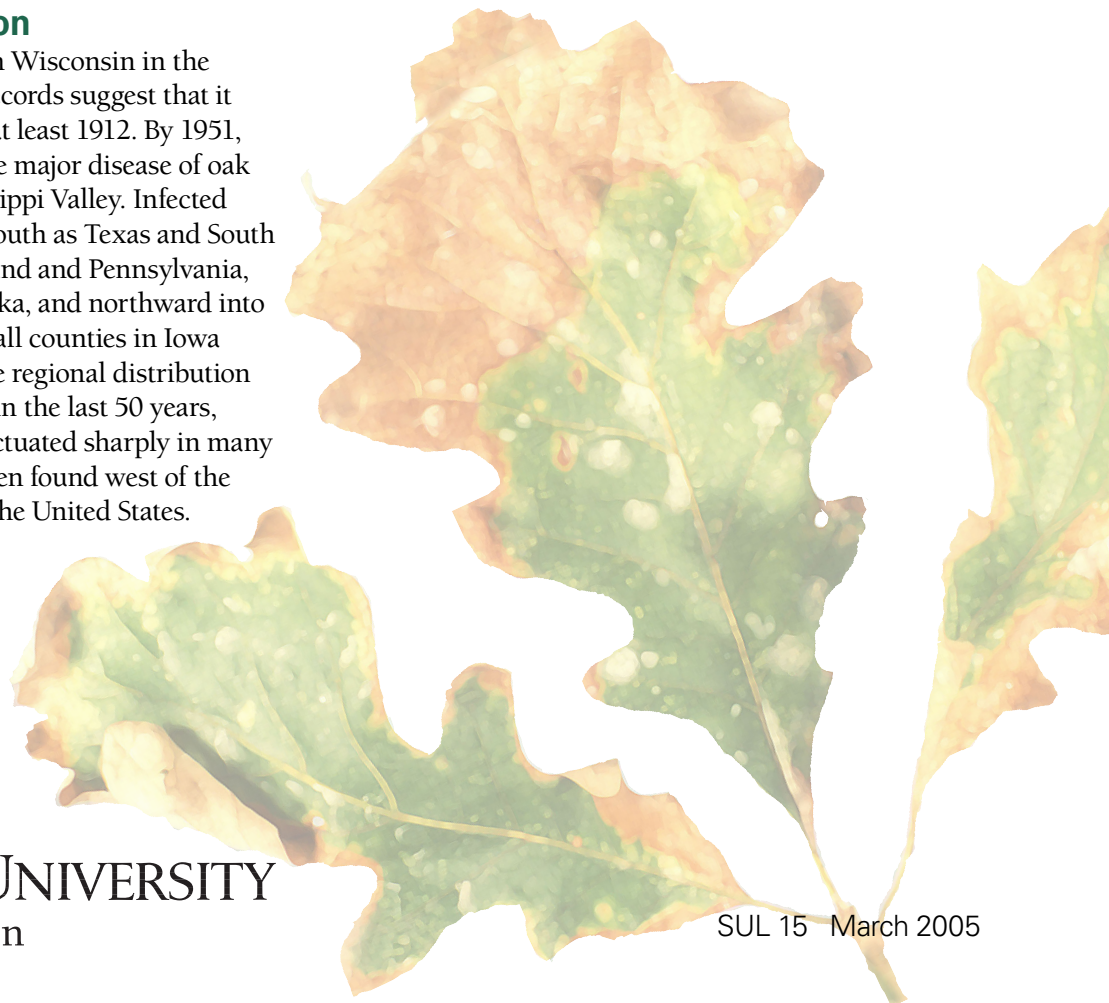 on
n Wisconsin in the
cords suggest that it
t least 1912. By 1951,
e major disease of oak
ippi Valley. Infected
outh as Texas and South
nd and Pennsylvania,
ka, and northward into
all counties in Iowa
e regional distribution
in the last 50 years,
ctuated sharply in many
en found west of the
he United States.
UNIVERSITY
n
SUL 15 March 2005